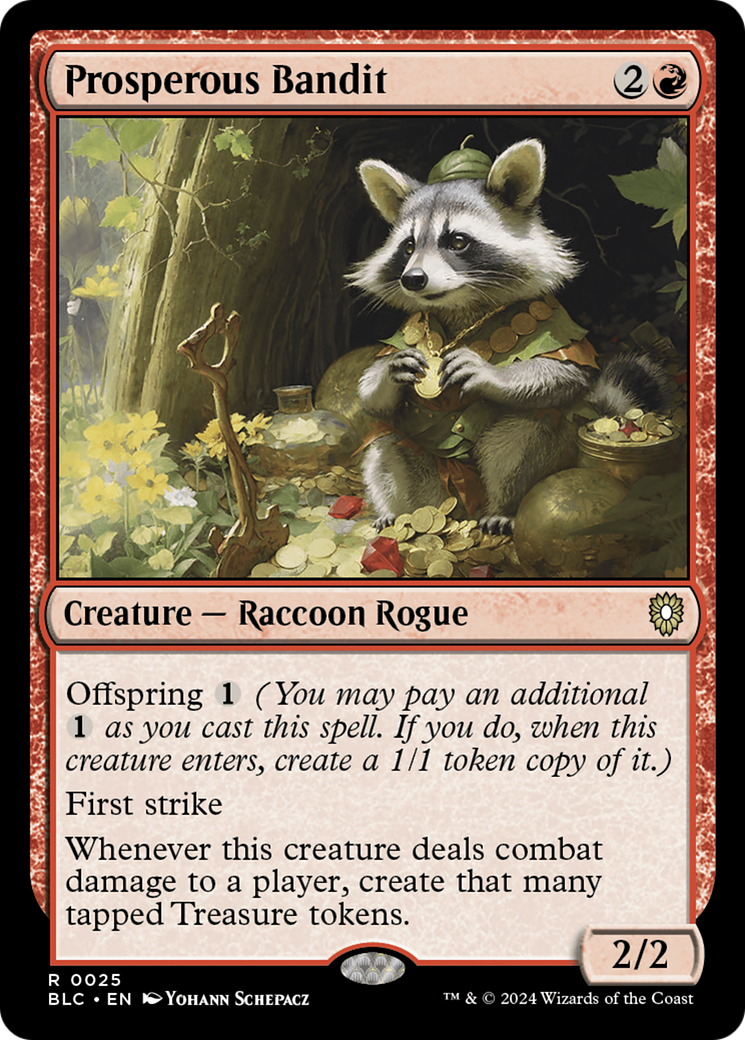 Prosperous Bandit 2
Creature — Raccoon Rogue
Offspring 1 (You may pay an additional
1 as you cast this spell. If you do, when this
creature enters, create a 1/1 token copy of it.)
First strike
Whenever this creature deals combat
damage to a player, create that many
tapped Treasure tokens.
2/2
R 0025
BLC • EN Yohann Schepacz
™ & © 2024 Wizards of the Coast